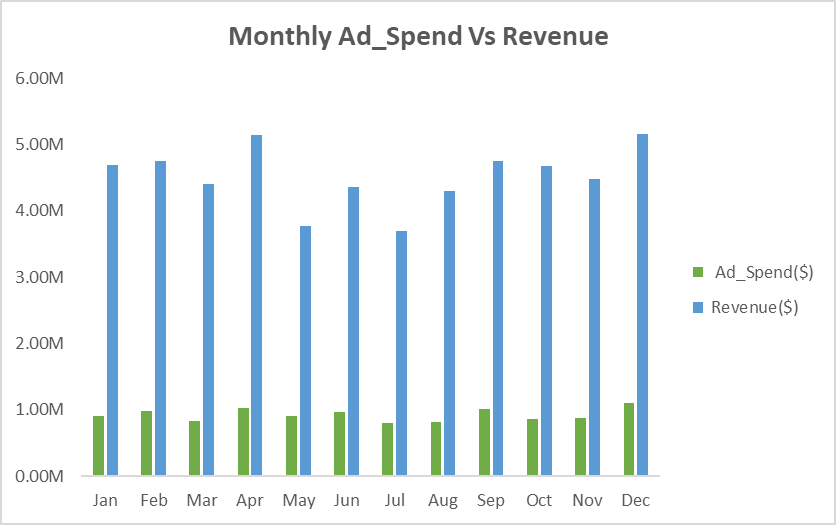 Monthly Ad_Spend Vs Revenue
6.00M
5.00M
4.00M
3.00M
2.00M
1.00M
0.00M
Jan Feb Mar Apr May Jun Jul Aug Sep Oct Nov Dec
Ad_Spend($)
Revenue($)